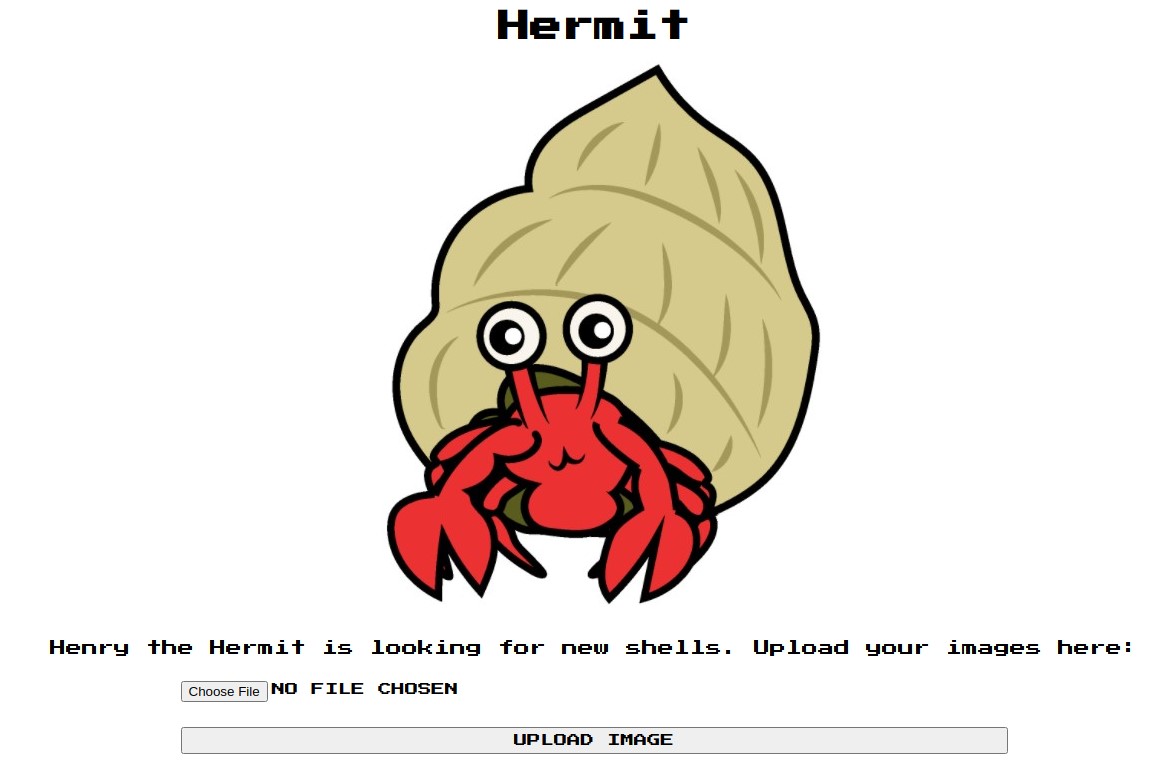 Hermit
Henry the Hermit is looking for new shells. Upload your images here:
Choose File NO FILE CHOSEN
UPLOAD IMAGE